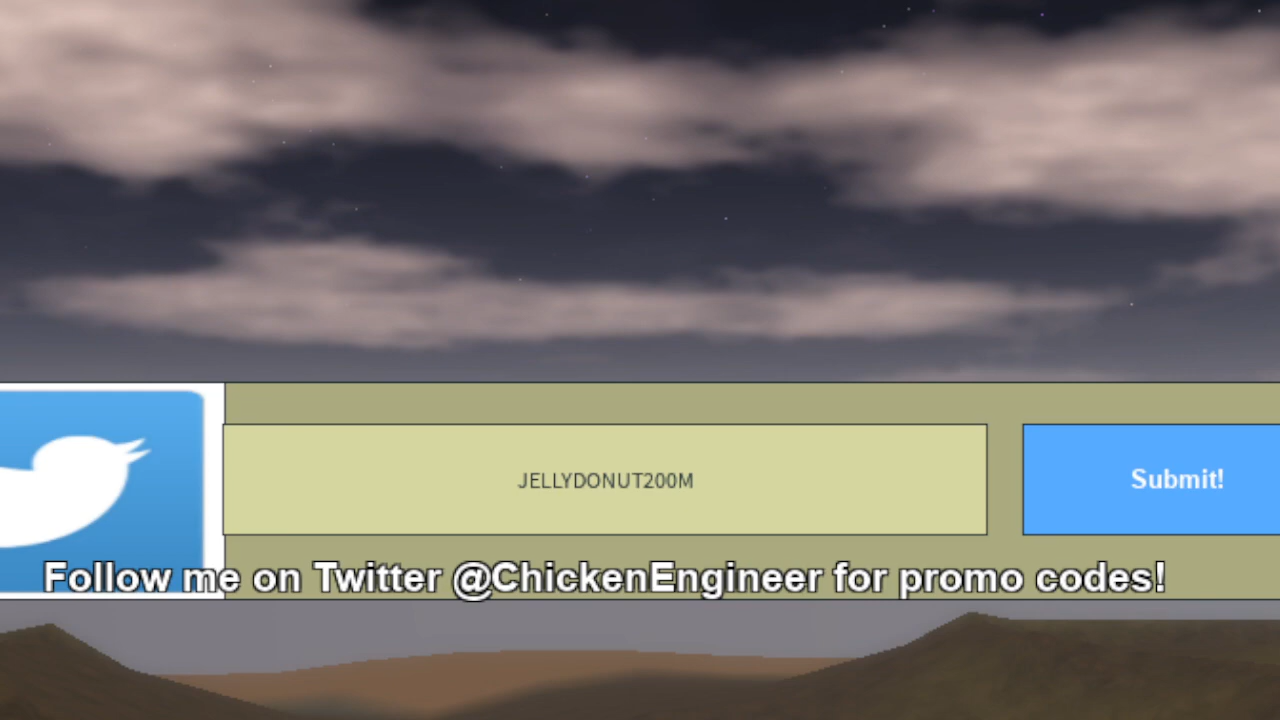 JELLYDONUT200M
Submit!
Follow me on Twitter @ChickenEngineer for promo codes!